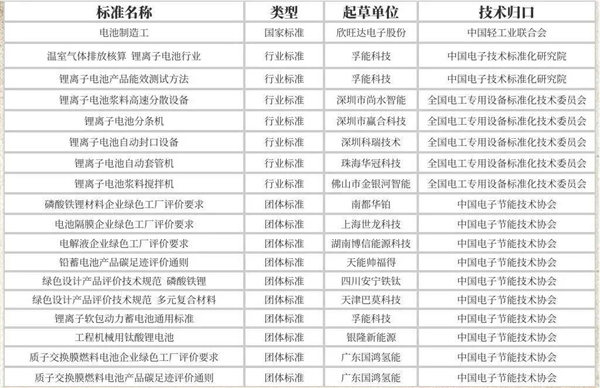 标准名称 类型 起草单位 技术归口
电池制造工 国家标准 欣旺达电子股份 中国轻工业联合会
温室气体排放核算 锂离子电池行业 行业标准 孚能科技 中国电子技术标准化研究院
锂离子电池产品能效测试方法 行业标准 孚能科技 中国电子技术标准化研究院
锂离子电池浆料高速分散设备 行业标准 深圳市尚水智能 全国电工专用设备标准化技术委员会
锂离子电池分条机 行业标准 深圳市赢合科技 全国电工专用设备标准化技术委员会
锂离子电池自动封口设备 行业标准 深圳科瑞技术 全国电工专用设备标准化技术委员会
锂离子电池自动套管机 行业标准 珠海华冠科技 全国电工专用设备标准化技术委员会
锂离子电池浆料搅拌机 行业标准 佛山市金银河智能 全国电工专用设备标准化技术委员会
磷酸铁锂材料企业绿色工厂评价要求 团体标准 南都华铂 中国电子节能技术协会
电池隔膜企业绿色工厂评价要求 团体标准 上海世龙科技 中国电子节能技术协会
电解液企业绿色工厂评价要求 团体标准 湖南博信能源科技 中国电子节能技术协会
铅蓄电池产品碳足迹评价通则 团体标准 天能帅福得 中国电子节能技术协会
绿色设计产品评价技术规范 磷酸铁锂 团体标准 四川安宁铁钛 中国电子节能技术协会
绿色设计产品评价技术规范 多元复合材料 团体标准 天津巴莫科技 中国电子节能技术协会
锂离子软包动力蓄电池通用标准 团体标准 孚能科技 中国电子节能技术协会
工程机械用钛酸锂电池 团体标准 银隆新能源 中国电子节能技术协会
质子交换膜燃料电池企业绿色工厂评价要求 团体标准 广东国鸿氢能 中国电子节能技术协会
质子交换膜燃料电池产品碳足迹评价通则 团体标准 广东国鸿氢能 中国电子节能技术协会